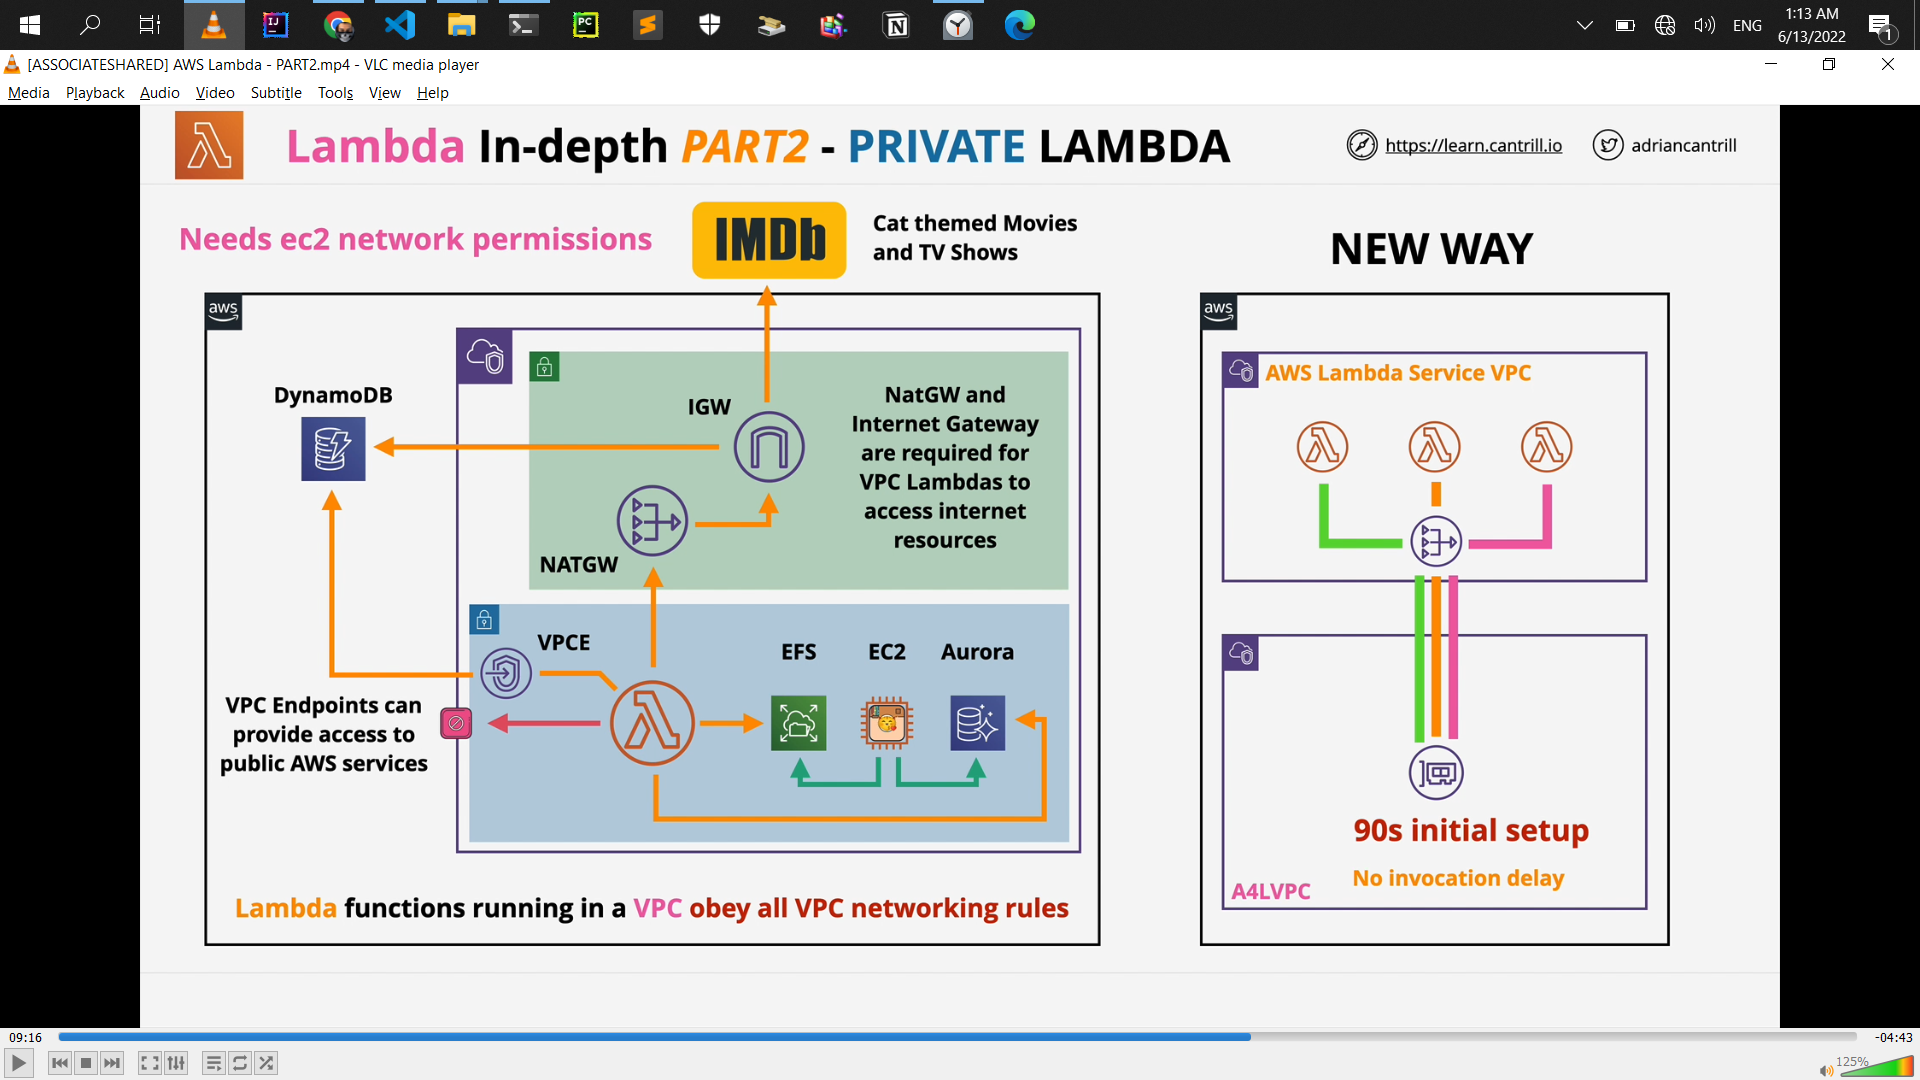 PC
N
ENG
1:13 AM
6/13/2022
1
[ASSOCIATESHARED] AWS Lambda - PART2.mp4 - VLC media player
Media Playback Audio Video Subtitle Tools View Help
Lambda In-depth PART2 - PRIVATE LAMBDA
https://learn.cantrill.io
adriancantrill
Needs ec2 network permissions
IMDb
Cat themed Movies
and TV Shows
NEW WAY
aws
DynamoDB
IGW
NatGW and
Internet Gateway
are required for
VPC Lambdas to
access internet
resources
NATGW
VPCE
EFS
EC2
Aurora
VPC Endpoints can
provide access to
public AWS services
Lambda functions running in a VPC obey all VPC networking rules
aws
AWS Lambda Service VPC
90s initial setup
No invocation delay
A4LVPC
09:16
-04:43
125%